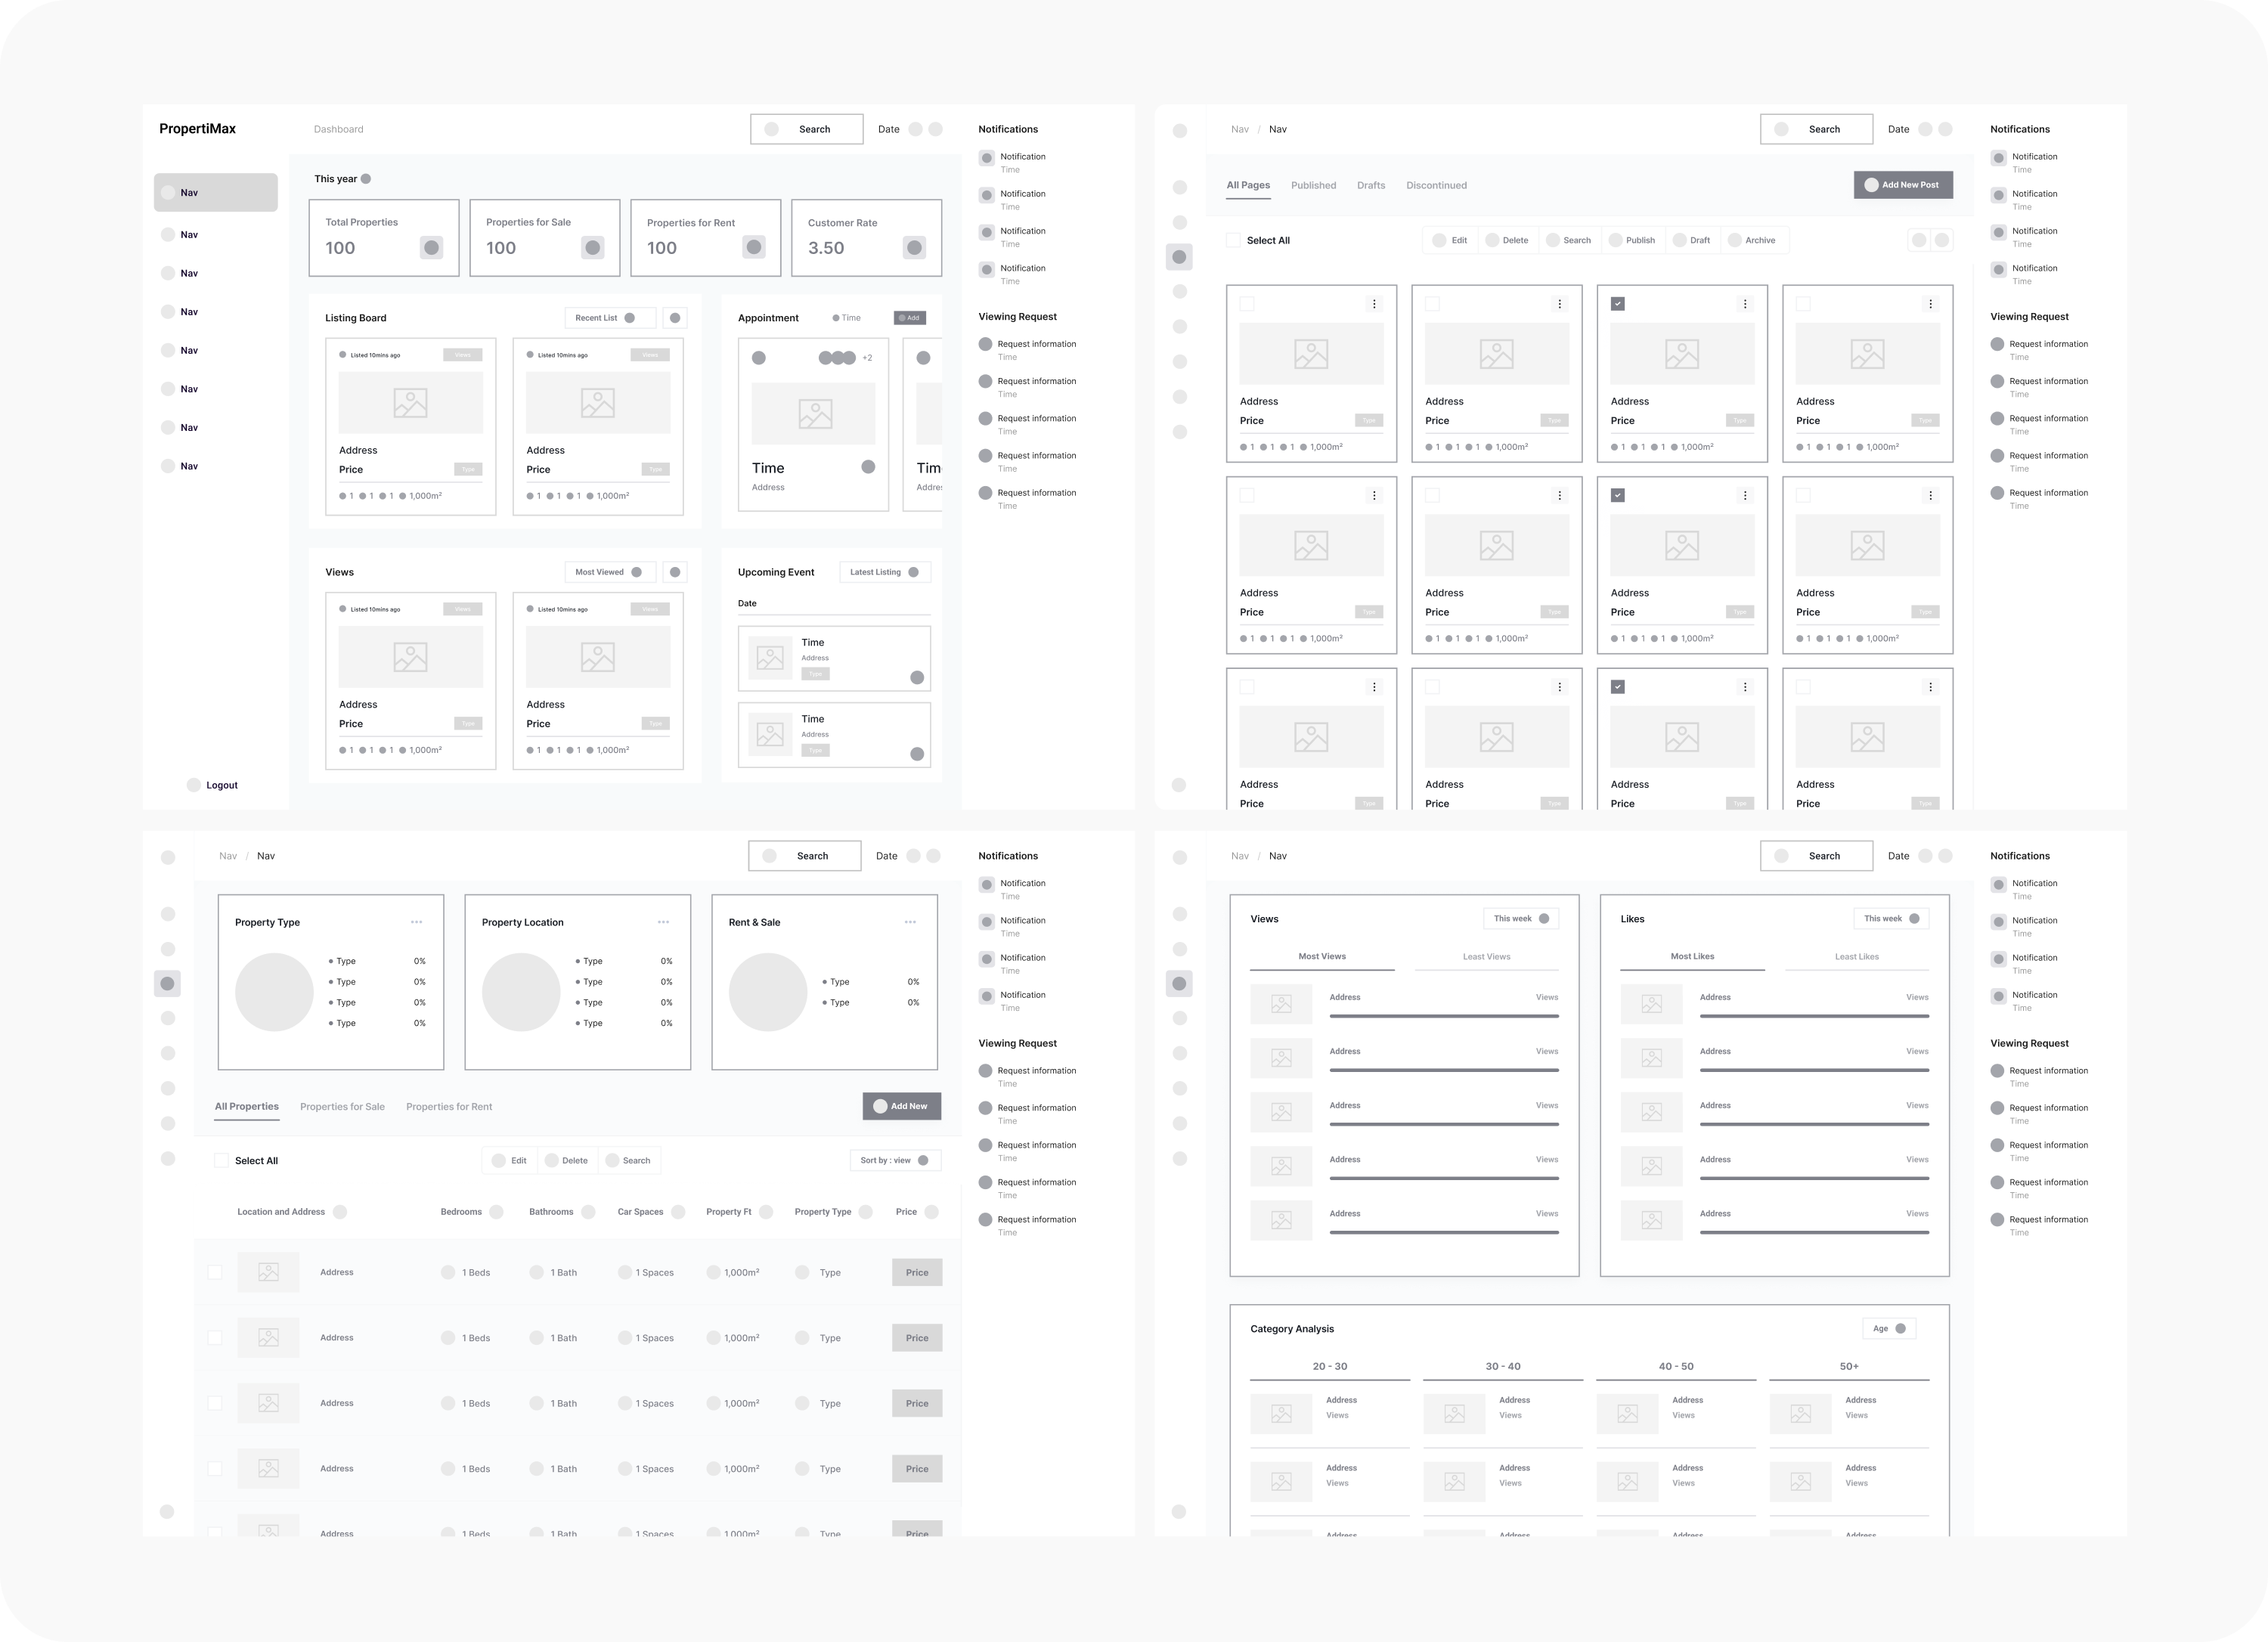 PropertiMax
Dashboard
Search
Date
Nav
Nav
Nav
Nav
Nav
Nav
Nav
Nav
Logout
This year
Total Properties
100
Properties for Sale
100
Properties for Rent
100
Customer Rate
3.50
Listing Board
Recent List
Listed 10mins ago Views
Address
Price Type
1 1 1 1,000m²
Listed 10mins ago Views
Address
Price Type
1 1 1 1,000m²
Appointment Time Add
+2
Time
Address
Tim
Addre
Views
Most Viewed
Listed 10mins ago Views
Address
Price Type
1 1 1 1,000m²
Listed 10mins ago Views
Address
Price Type
1 1 1 1,000m²
Upcoming Event Latest Listing
Date
Time
Address
Type
Time
Address
Type
Notifications
Notification
Time
Notification
Time
Notification
Time
Notification
Time
Viewing Request
Request information
Time
Request information
Time
Request information
Time
Request information
Time
Request information
Time
Nav / Nav
Search
Date
All Pages Published Drafts Discontinued
Add New Post
Select All
Edit Delete Search Publish Draft Archive
Address
Price Type
1 1 1 1,000m²
Address
Price Type
1 1 1 1,000m²
Address
Price Type
1 1 1 1,000m²
Address
Price Type
1 1 1 1,000m²
Address
Price Type
1 1 1 1,000m²
Address
Price Type
1 1 1 1,000m²
Address
Price Type
1 1 1 1,000m²
Address
Price Type
1 1 1 1,000m²
Address
Price Type
Address
Price Type
Address
Price Type
Address
Price Type
Notifications
Notification
Time
Notification
Time
Notification
Time
Notification
Time
Viewing Request
Request information
Time
Request information
Time
Request information
Time
Request information
Time
Request information
Time
Nav / Nav
Search
Date
Property Type
Type 0%
Type 0%
Type 0%
Type 0%
Property Location
Type 0%
Type 0%
Type 0%
Type 0%
Rent & Sale
Type 0%
Type 0%
All Properties Properties for Sale Properties for Rent
Add New
Select All
Edit Delete Search
Sort by : view
Location and Address Bedrooms Bathrooms Car Spaces Property Ft Property Type Price
Address 1 Beds 1 Bath 1 Spaces 1,000m² Type Price
Address 1 Beds 1 Bath 1 Spaces 1,000m² Type Price
Address 1 Beds 1 Bath 1 Spaces 1,000m² Type Price
Address 1 Beds 1 Bath 1 Spaces 1,000m² Type Price
Address 1 Beds 1 Bath 1 Spaces 1,000m² Type Price
Notifications
Notification
Time
Notification
Time
Notification
Time
Notification
Time
Viewing Request
Request information
Time
Request information
Time
Request information
Time
Request information
Time
Request information
Time
Nav / Nav
Search
Date
Views This week
Most Views Least Views
Address Views
Address Views
Address Views
Address Views
Address Views
Likes This week
Most Likes Least Likes
Address Views
Address Views
Address Views
Address Views
Address Views
Category Analysis Age
20 - 30 30 - 40 40 - 50 50+
Address Address Address Address
Views Views Views Views
Address Address Address Address
Views Views Views Views
Address Address Address Address
Notifications
Notification
Time
Notification
Time
Notification
Time
Notification
Time
Viewing Request
Request information
Time
Request information
Time
Request information
Time
Request information
Time
Request information
Time